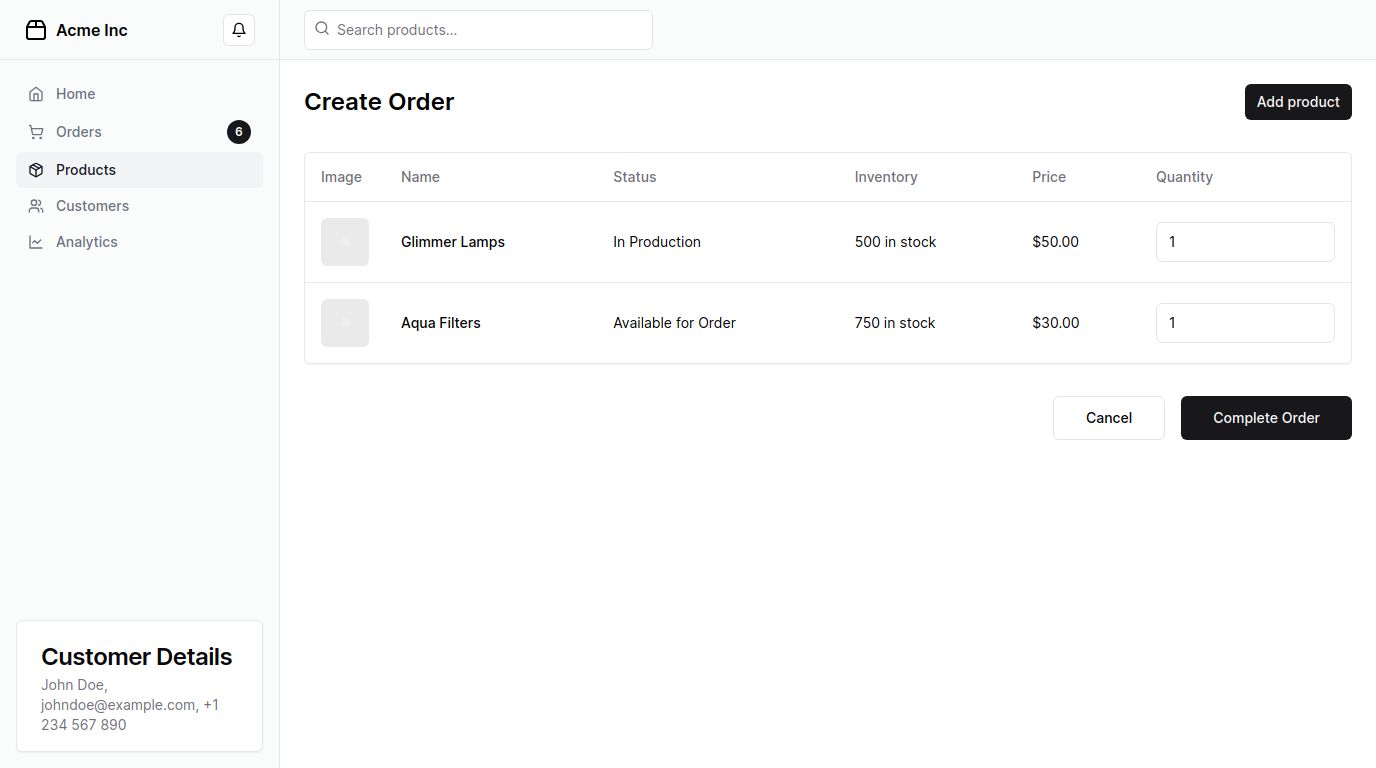 Acme Inc
Search products...
Home
Orders 6
Products
Customers
Analytics
Create Order
Add product
Image Name Status Inventory Price Quantity
Glimmer Lamps In Production 500 in stock $50.00 1
Aqua Filters Available for Order 750 in stock $30.00 1
Cancel Complete Order
Customer Details
John Doe,
johndoe@example.com, +1
234 567 890